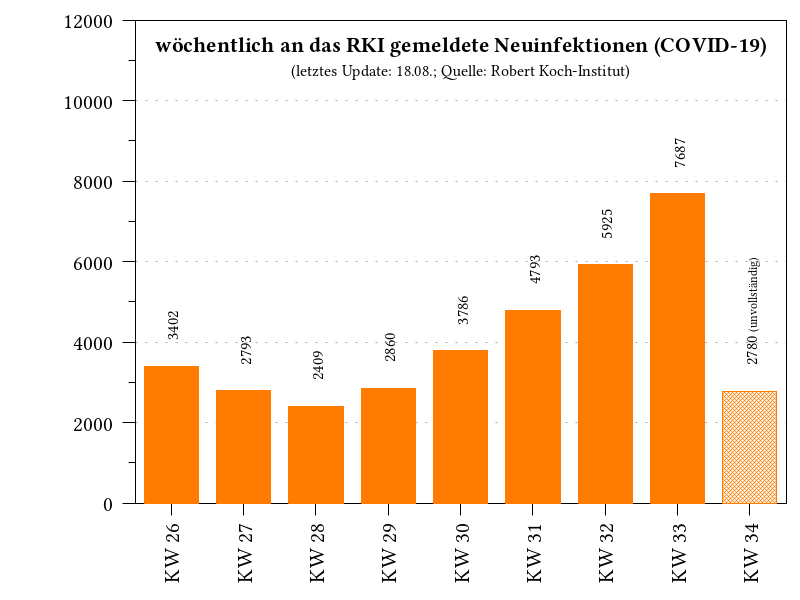 wöchentlich an das RKI gemeldete Neuinfektionen (COVID-19)
(letztes Update: 18.08.; Quelle: Robert Koch-Institut)
12000
10000
8000
6000
4000
2000
0
3402
2793
2409
2860
3786
4793
5925
7687
2780 (unvollständig)
KW 26
KW 27
KW 28
KW 29
KW 30
KW 31
KW 32
KW 33
KW 34